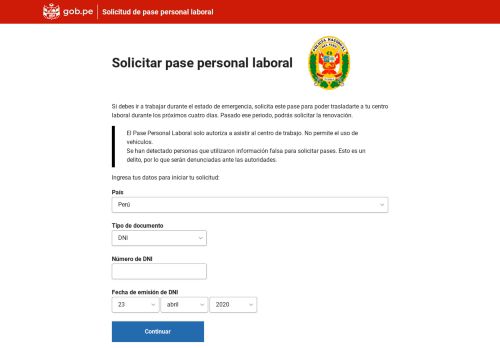 gob.pe
Solicitud de pase personal laboral
Solicitar pase personal laboral
Si debes ir a trabajar durante el estado de emergencia, solicita este pase para poder trasladarte a tu centro
laboral durante los próximos cuatro días. Pasado ese periodo, podrás solicitar la renovación.
El Pase Personal Laboral solo autoriza a asistir al centro de trabajo. No permite el uso de
vehículos.
Se han detectado personas que utilizaron información falsa para solicitar pases. Esto es un
delito, por lo que serán denunciadas ante las autoridades.
Ingresa tus datos para iniciar tu solicitud:
País
Perú
Tipo de documento
DNI
Número de DNI
Fecha de emisión de DNI
23 abril 2020
Continuar